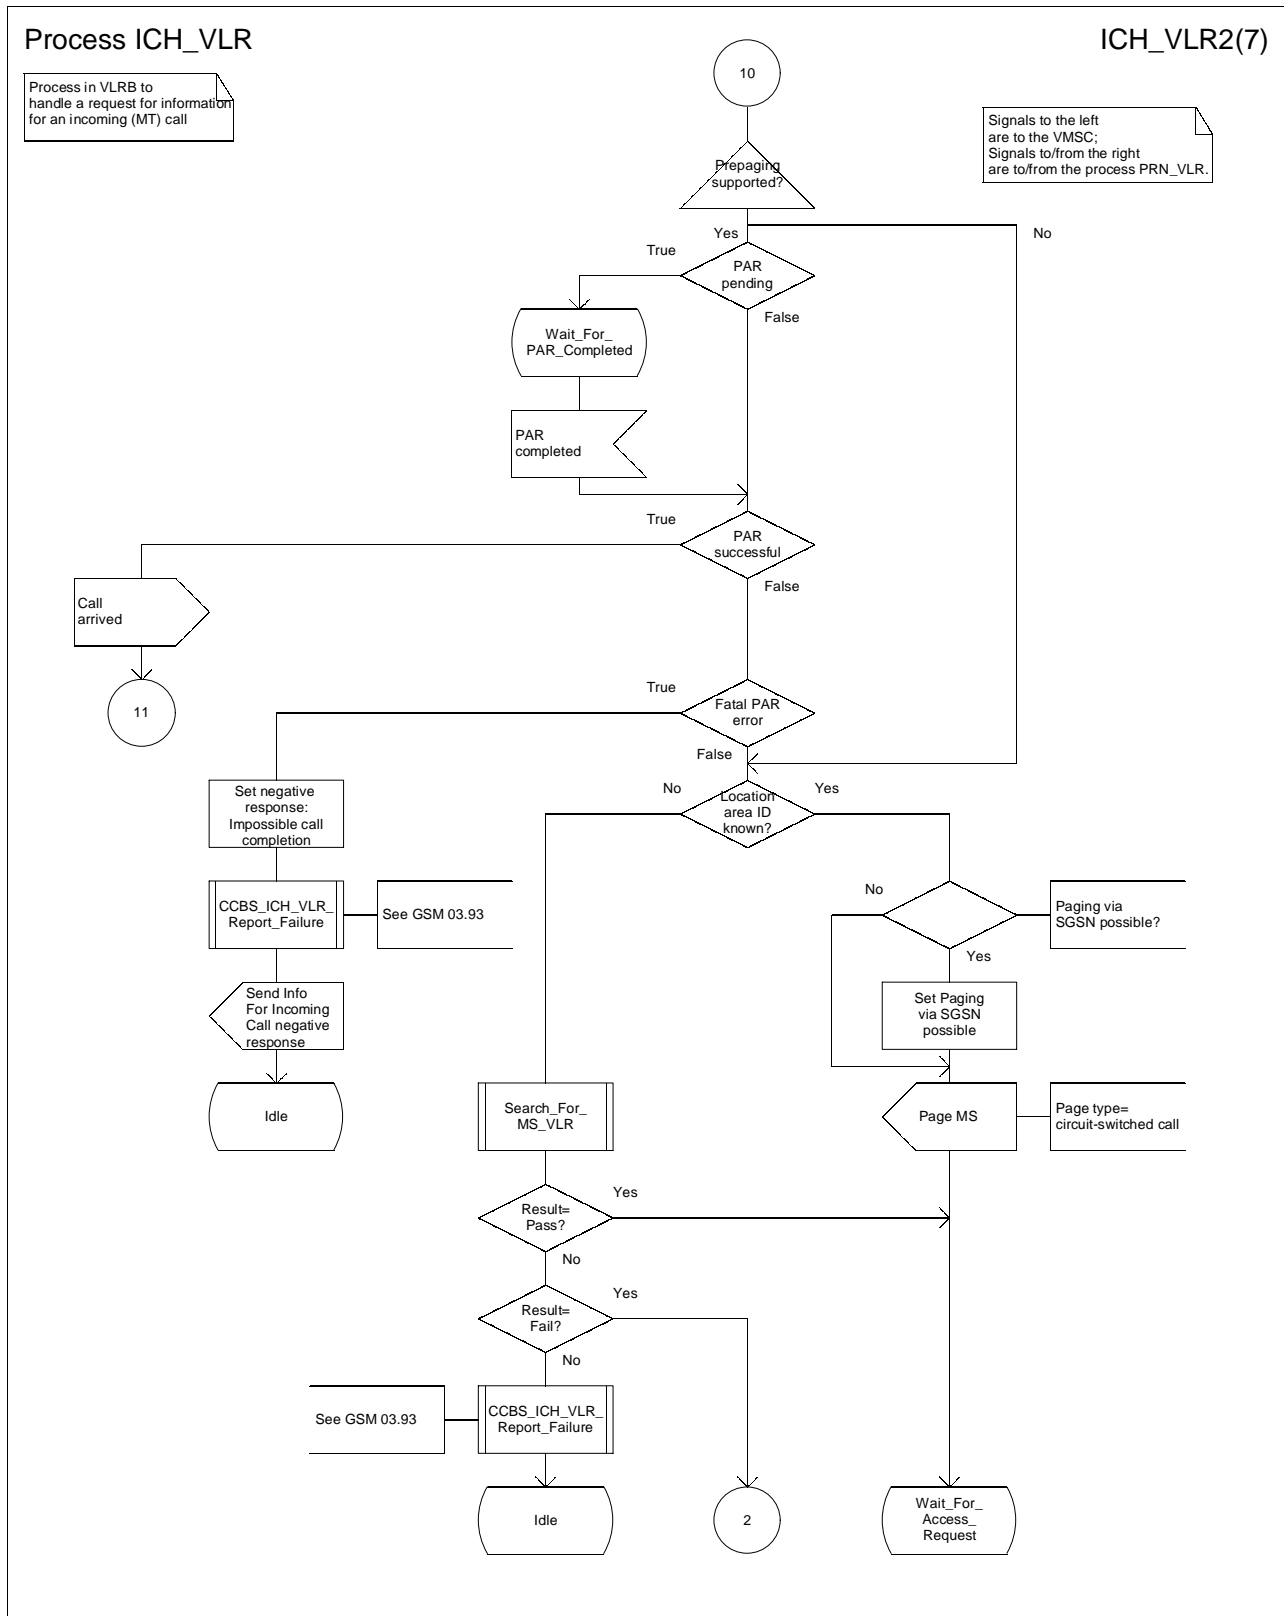 Process ICH_VLR
ICH_VLR2(7)
Process in VLRB to
handle a request for information
for an incoming (MT) call
10
Signals to the left
are to the VMSC;
Signals to/from the right
are to/from the process PRN_VLR.
Prepaging
supported?
Yes
No
True
PAR
pending
False
Wait_For_
PAR_Completed
PAR
completed
True
PAR
successful
False
Call
arrived
11
True
Fatal PAR
error
False
No
Location
area ID
known?
Yes
Set negative
response:
Impossible call
completion
CCBS_ICH_VLR_
Report_Failure
See GSM 03.93
No
Paging via
SGSN possible?
Yes
Send Info
For Incoming
Call negative
response
Set Paging
via SGSN
possible
Idle
Search_For_
MS_VLR
Page MS
Page type=
circuit-switched call
Result=
Pass?
Yes
No
Result=
Fail?
Yes
No
See GSM 03.93
CCBS_ICH_VLR_
Report_Failure
Idle
2
Wait_For_
Access_
Request